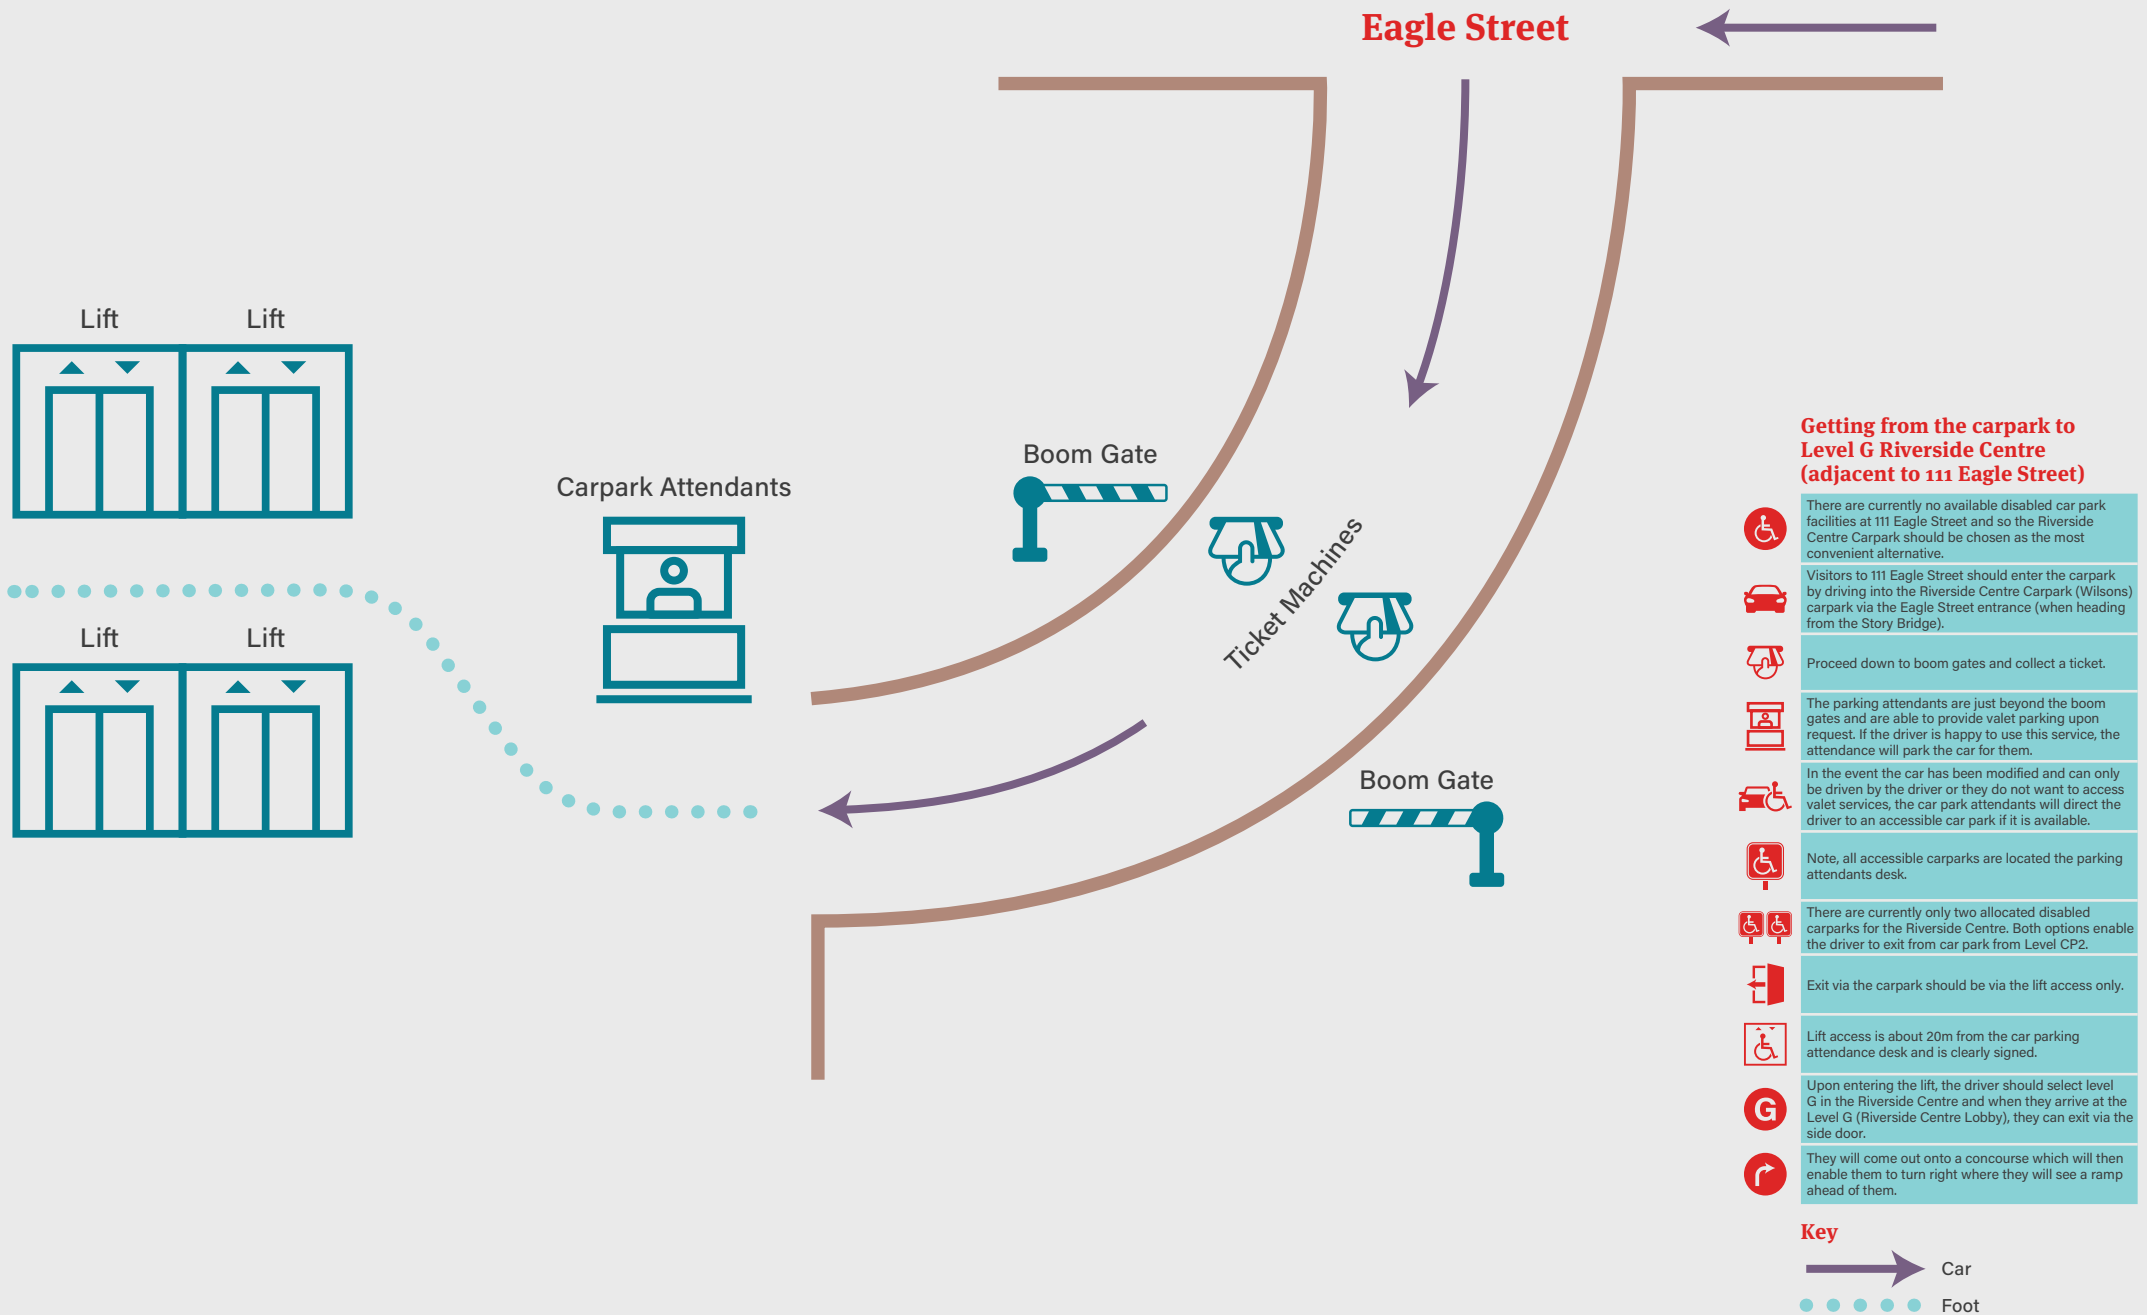 Eagle Street
Lift
Lift
Boom Gate
Carpark Attendants
Ticket Machines
Lift
Lift
Boom Gate
Getting from the carpark to
Level G Riverside Centre
(adjacent to 111 Eagle Street)
There are currently no available disabled car park
facilities at 111 Eagle Street and so the Riverside
Centre Carpark should be chosen as the most
convenient alternative.
Visitors to 111 Eagle Street should enter the carpark
by driving into the Riverside Centre Carpark (Wilsons)
carpark via the Eagle Street entrance (when heading
from the Story Bridge).
Proceed down to boom gates and collect a ticket.
The parking attendants are just beyond the boom
gates and are able to provide valet parking upon
request. If the driver is happy to use this service, the
attendance will park the car for them.
In the event the car has been modified and can only
be driven by the driver or they do not want to access
valet services, the car park attendants will direct the
driver to an accessible car park if it is available.
Note, all accessible carparks are located the parking
attendants desk.
There are currently only two allocated disabled
carparks for the Riverside Centre. Both options enable
the driver to exit from car park from Level CP2.
Exit via the carpark should be via the lift access only.
Lift access is about 20m from the car parking
attendance desk and is clearly signed.
G
Upon entering the lift, the driver should select level
G in the Riverside Centre and when they arrive at the
Level G (Riverside Centre Lobby), they can exit via the
side door.
They will come out onto a concourse which will then
enable them to turn right where they will see a ramp
ahead of them.
Key
Car
Foot